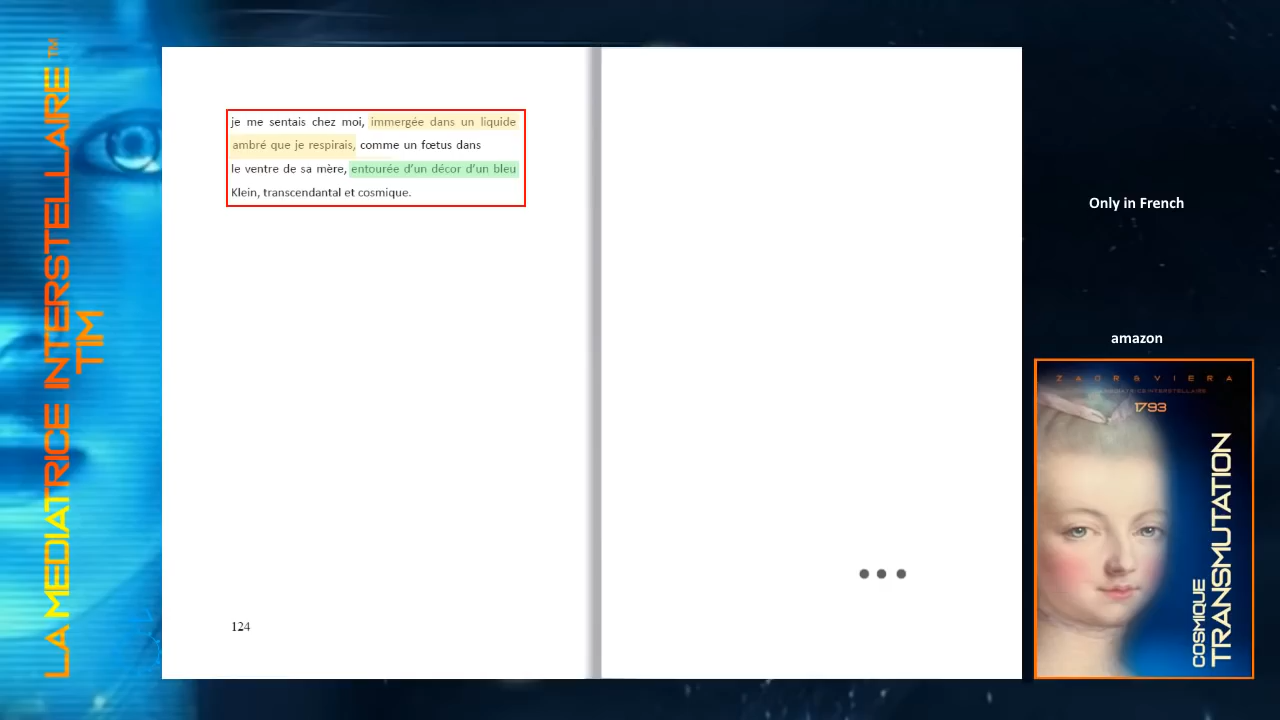 LA MEDIATRICE INTERSTELLAIRE™
TIM
je me sentais chez moi, immergée dans un liquide
ambré que je respirais, comme un fœtus dans
le ventre de sa mère, entourée d’un décor d’un bleu
Klein, transcendantal et cosmique.
124
●●●
Only in French
amazon
1793
COSMIQUE
TRANSMUTATION